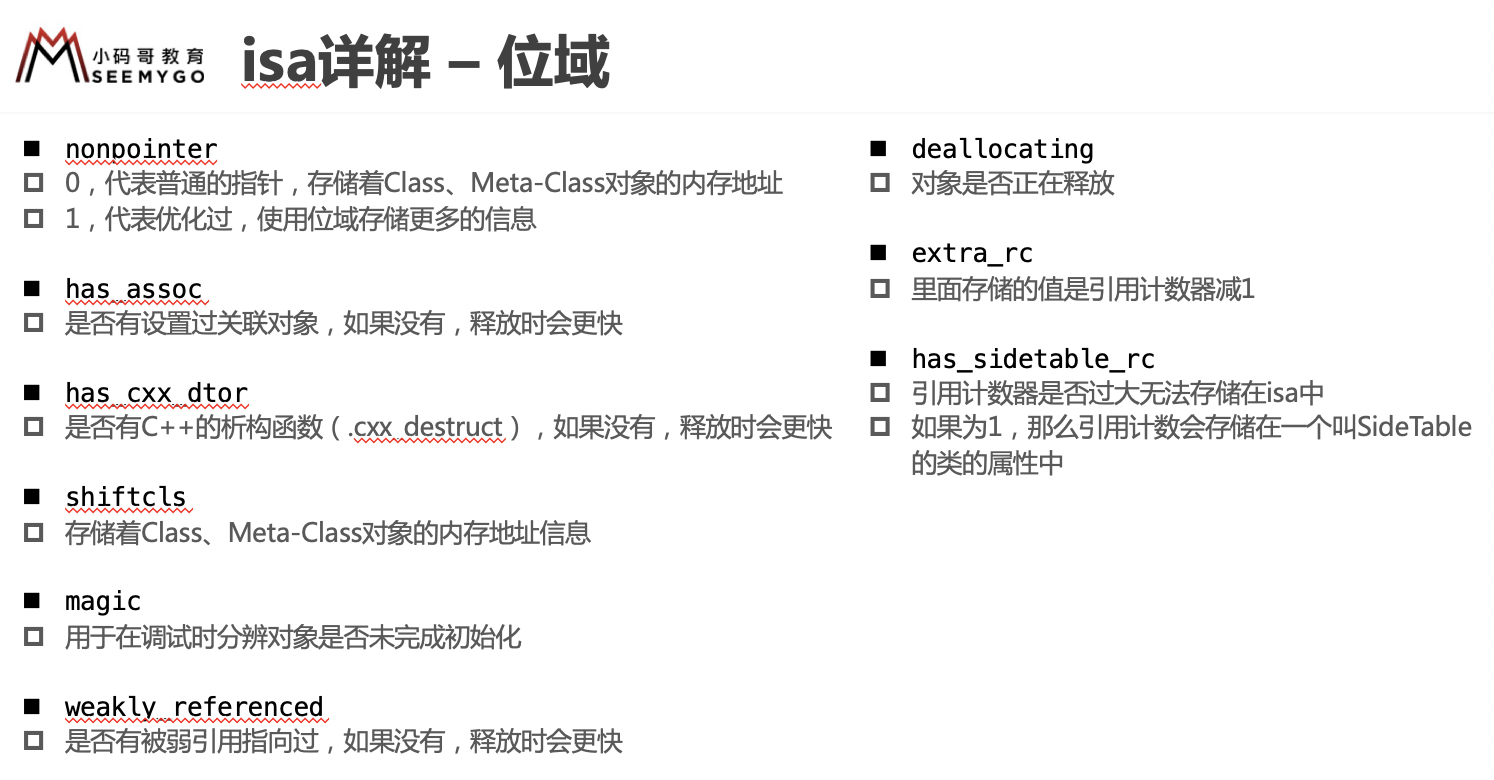 小码哥教育
SEEMYGO
isa详解 – 位域
nonpointer
0，代表普通的指针，存储着Class、Meta-Class对象的内存地址
1，代表优化过，使用位域存储更多的信息
has_assoc
是否有设置过关联对象，如果没有，释放时会更快
has_cxx_dtor
是否有C++的析构函数（.cxx_destruct），如果没有，释放时会更快
shiftcls
存储着Class、Meta-Class对象的内存地址信息
magic
用于在调试时分辨对象是否未完成初始化
weakly_referenced
是否有被弱引用指向过，如果没有，释放时会更快
deallocating
对象是否正在释放
extra_rc
里面存储的值是引用计数器减1
has_sidetable_rc
引用计数器是否过大无法存储在isa中
如果为1，那么引用计数会存储在一个叫SideTable
的类的属性中